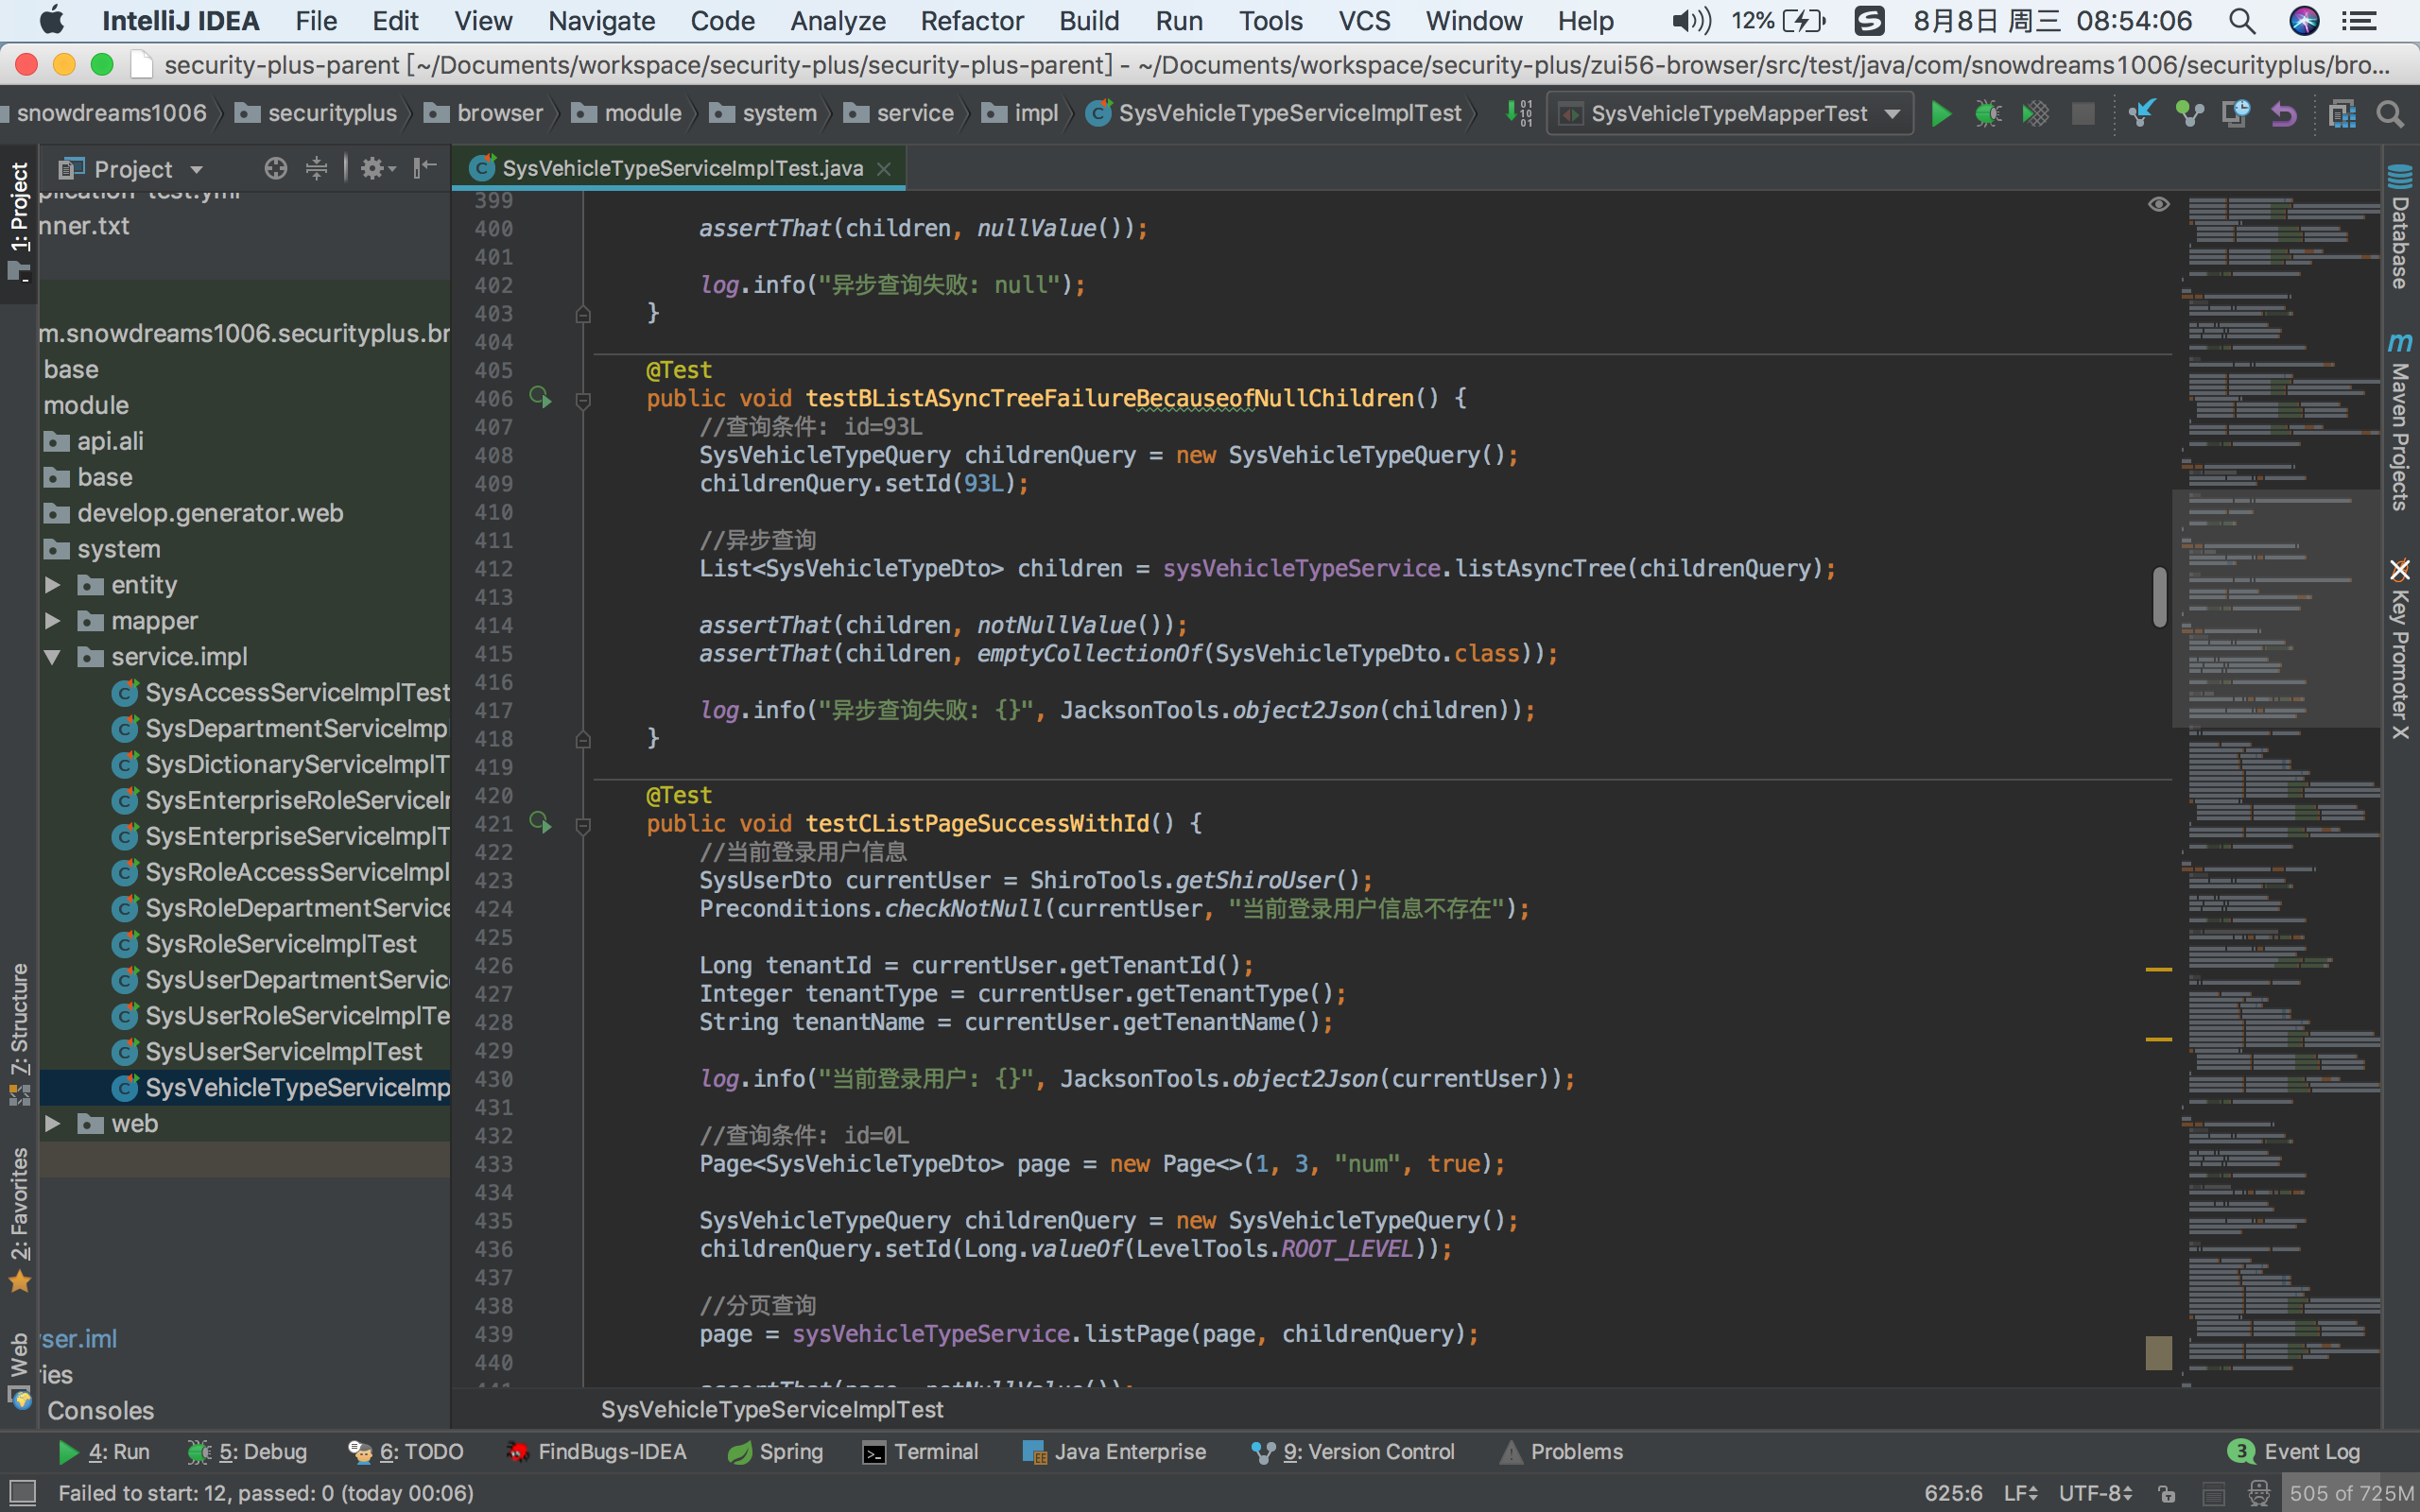 IntelliJ IDEA File Edit View Navigate Code Analyze Refactor Build Run Tools VCS Window Help 12% 8月8日 周三 08:54:06
security-plus-parent [~/Documents/workspace/security-plus/security-plus-parent] - ~/Documents/workspace/security-plus/zui56-browser/src/test/java/com/snowdreams1006/securityplus/bro...
snowdreams1006 securityplus browser module system service impl SysVehicleTypeServiceImplTest SysVehicleTypeMapperTest
Project
SysVehicleTypeServiceImplTest.java
1: Project
7: Structure
2: Favorites
Web
nner.txt
m.snowdreams1006.securityplus.br
base
module
api.ali
base
develop.generator.web
system
entity
mapper
service.impl
SysAccessServiceImplTest
SysDepartmentServiceImpl
SysDictionaryServiceImplT
SysEnterpriseRoleServiceIr
SysEnterpriseServiceImplT
SysRoleAccessServiceImpl
SysRoleDepartmentService
SysRoleServiceImplTest
SysUserDepartmentServic
SysUserRoleServiceImplTe
SysUserServiceImplTest
SysVehicleTypeServiceImp
web
ser.iml
ries
Consoles
399
400 assertThat(children, nullValue());
401
402 log.info("异步查询失败: null");
403 }
404
405 @Test
406 public void testBListASyncTreeFailureBecauseofNullChildren() {
407 //查询条件: id=93L
408 SysVehicleTypeQuery childrenQuery = new SysVehicleTypeQuery();
409 childrenQuery.setId(93L);
410
411 //异步查询
412 List<SysVehicleTypeDto> children = sysVehicleTypeService.listAsyncTree(childrenQuery);
413
414 assertThat(children, notNullValue());
415 assertThat(children, emptyCollectionOf(SysVehicleTypeDto.class));
416
417 log.info("异步查询失败: {}", JacksonTools.object2Json(children));
418 }
419
420 @Test
421 public void testCListPageSuccessWithId() {
422 //当前登录用户信息
423 SysUserDto currentUser = ShiroTools.getShiroUser();
424 Preconditions.checkNotNull(currentUser, "当前登录用户信息不存在");
425
426 Long tenantId = currentUser.getTenantId();
427 Integer tenantType = currentUser.getTenantType();
428 String tenantName = currentUser.getTenantName();
429
430 log.info("当前登录用户: {}", JacksonTools.object2Json(currentUser));
431
432 //查询条件: id=0L
433 Page<SysVehicleTypeDto> page = new Page<>(1, 3, "num", true);
434
435 SysVehicleTypeQuery childrenQuery = new SysVehicleTypeQuery();
436 childrenQuery.setId(Long.valueOf(LevelTools.ROOT_LEVEL));
437
438 //分页查询
439 page = sysVehicleTypeService.listPage(page, childrenQuery);
440
SysVehicleTypeServiceImplTest
Database
Maven Projects
Key Promoter X
4: Run 5: Debug 6: TODO FindBugs-IDEA Spring Terminal Java Enterprise 9: Version Control Problems 3 Event Log
Failed to start: 12, passed: 0 (today 00:06) 625:6 LF UTF-8 505 of 725M